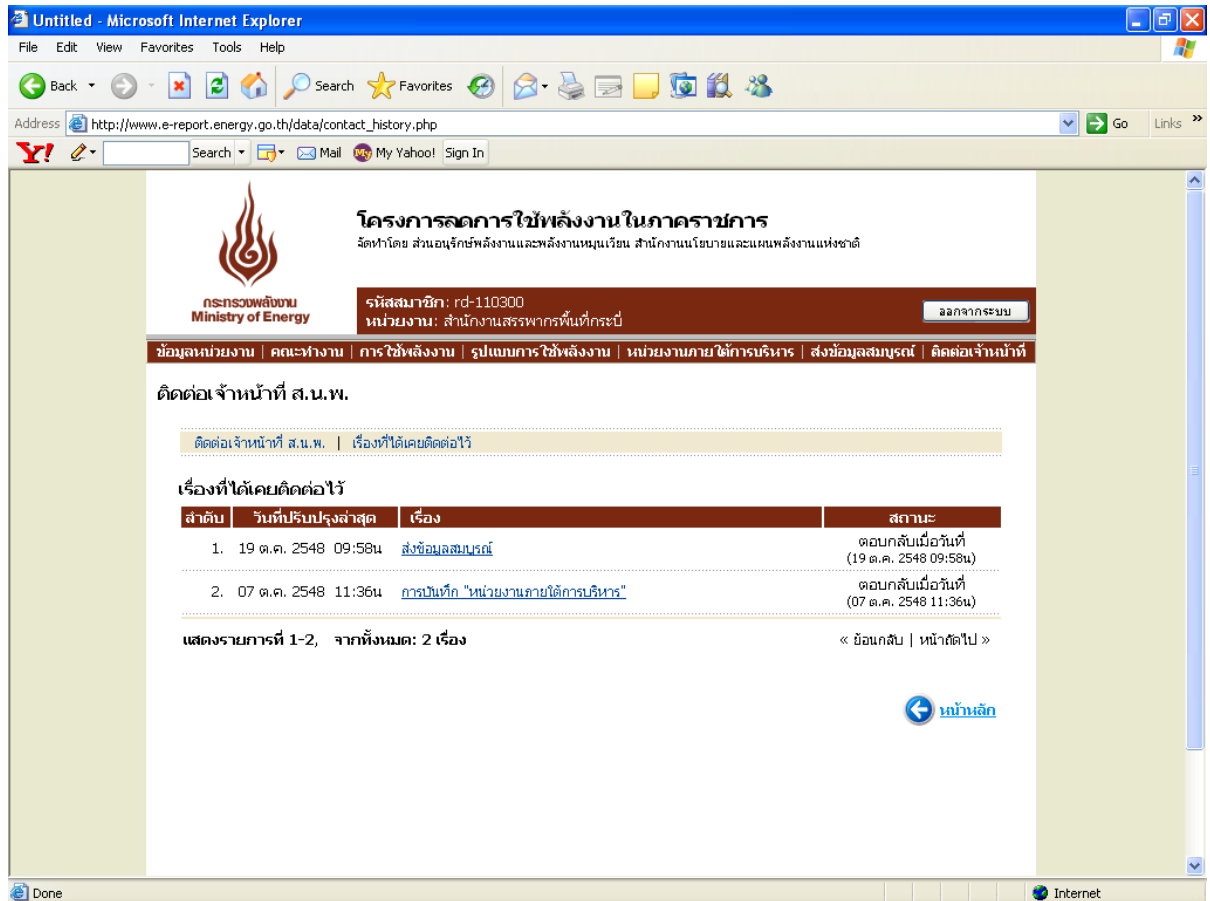 Untitled - Microsoft Internet Explorer
File Edit View Favorites Tools Help
Back Search Favorites
Address http://www.e-report.energy.go.th/data/contact_history.php Go Links »
Y! Search Mail My Yahoo! Sign In
โครงการลดการใช้พลังงานในภาคราชการ
จัดทำโดย ส่วนอนุรักษ์พลังงานและพลังงานหมุนเวียน สำนักงานนโยบายและแผนพลังงานแห่งชาติ
กระทรวงพลังงาน
Ministry of Energy
รหัสสมาชิก: rd-110300
หน่วยงาน: สำนักงานสรรพากรพื้นที่กระบี่
ออกจากระบบ
ข้อมูลหน่วยงาน | คณะทำงาน | การใช้พลังงาน | รูปแบบการใช้พลังงาน | หน่วยงานภายใต้การบริหาร | ส่งข้อมูลสมบูรณ์ | ติดต่อเจ้าหน้าที่
ติดต่อเจ้าหน้าที่ ส.น.พ.
ติดต่อเจ้าหน้าที่ ส.น.พ. | เรื่องที่ได้เคยติดต่อไว้
เรื่องที่ได้เคยติดต่อไว้
ลำดับ วันที่ปรับปรุงล่าสุด เรื่อง สถานะ
1. 19 ต.ค. 2548 09:58น ส่งข้อมูลสมบูรณ์ ตอบกลับเมื่อวันที่
(19 ต.ค. 2548 09:58น)
2. 07 ต.ค. 2548 11:36น การบันทึก "หน่วยงานภายใต้การบริหาร" ตอบกลับเมื่อวันที่
(07 ต.ค. 2548 11:36น)
แสดงรายการที่ 1-2, จากทั้งหมด: 2 เรื่อง « ย้อนกลับ | หน้าถัดไป »
หน้าหลัก
Done Internet